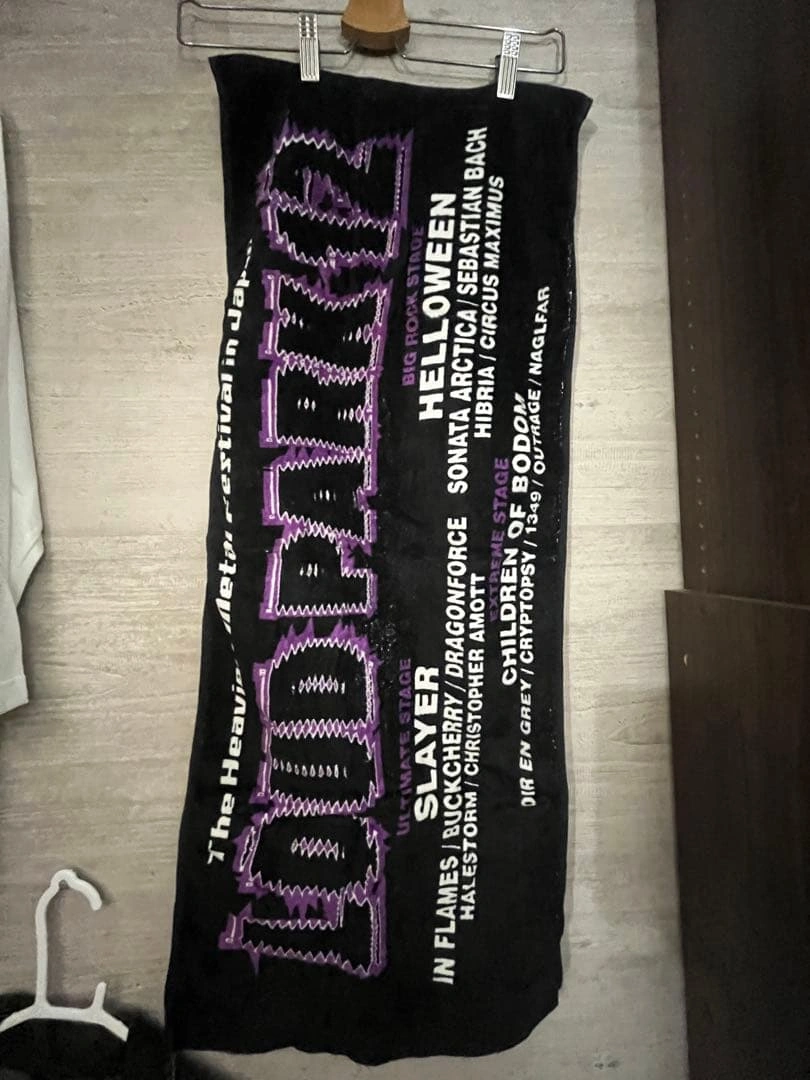 The Heaviest Metal Festival in Japan
LOUD PARK 12
ULTIMATE STAGE
SLAYER
IN FLAMES / BUCKCHERRY / DRAGONFORCE
HALESTORM / CHRISTOPHER AMOTT
BIG ROCK STAGE
HELLOWEEN
SONATA ARCTICA / SEBASTIAN BACH
HIBRIA / CIRCUS MAXIMUS
EXTREME STAGE
CHILDREN OF BODOM
DIR EN GREY / CRYPTOPSY / 1349 / OUTRAGE / NAGLFAR